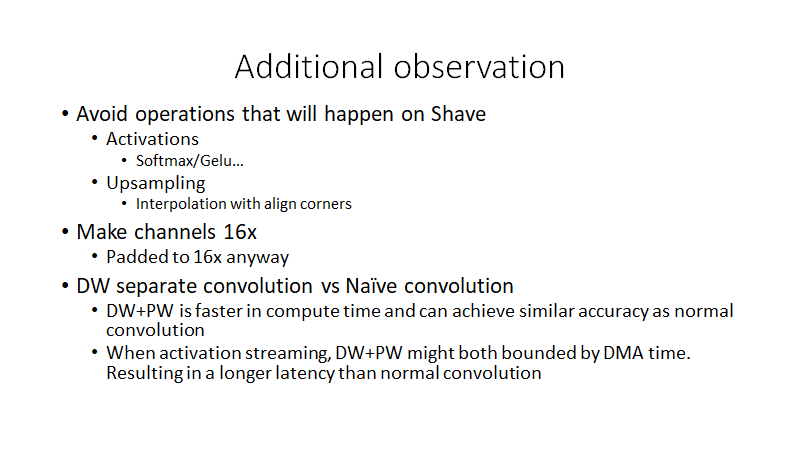 Additional observation
• Avoid operations that will happen on Shave
• Activations
• Softmax/Gelu...
• Upsampling
• Interpolation with align corners
• Make channels 16x
• Padded to 16x anyway
• DW separate convolution vs Naïve convolution
• DW+PW is faster in compute time and can achieve similar accuracy as normal
convolution
• When activation streaming, DW+PW might both bounded by DMA time.
Resulting in a longer latency than normal convolution